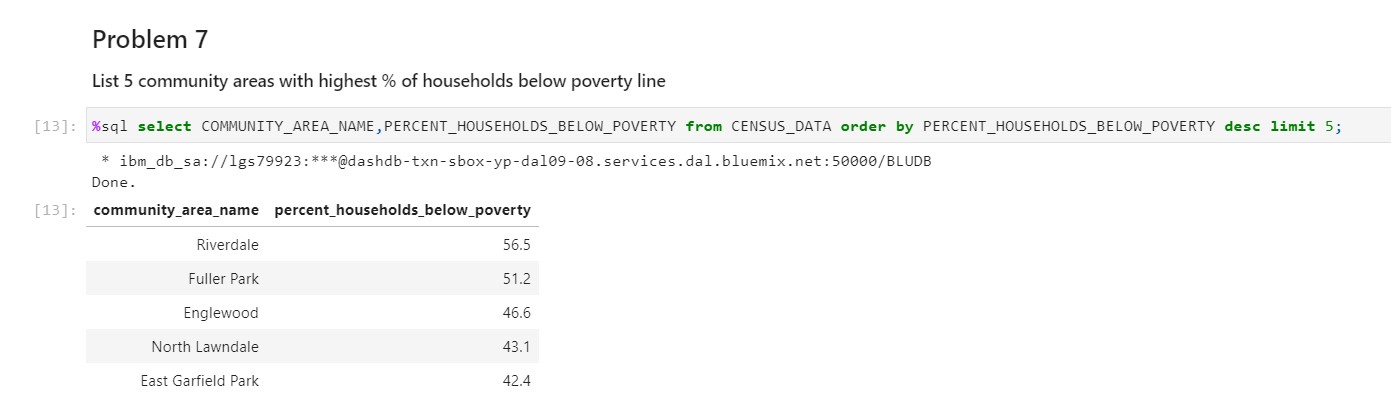 Problem 7
List 5 community areas with highest % of households below poverty line
[13]: %sql select COMMUNITY_AREA_NAME,PERCENT_HOUSEHOLDS_BELOW_POVERTY from CENSUS_DATA order by PERCENT_HOUSEHOLDS_BELOW_POVERTY desc limit 5;
* ibm_db_sa://lgs79923:***@dashdb-txn-sbox-yp-dal09-08.services.dal.bluemix.net:50000/BLUDB
Done.
[13]: community_area_name percent_households_below_poverty
Riverdale 56.5
Fuller Park 51.2
Englewood 46.6
North Lawndale 43.1
East Garfield Park 42.4